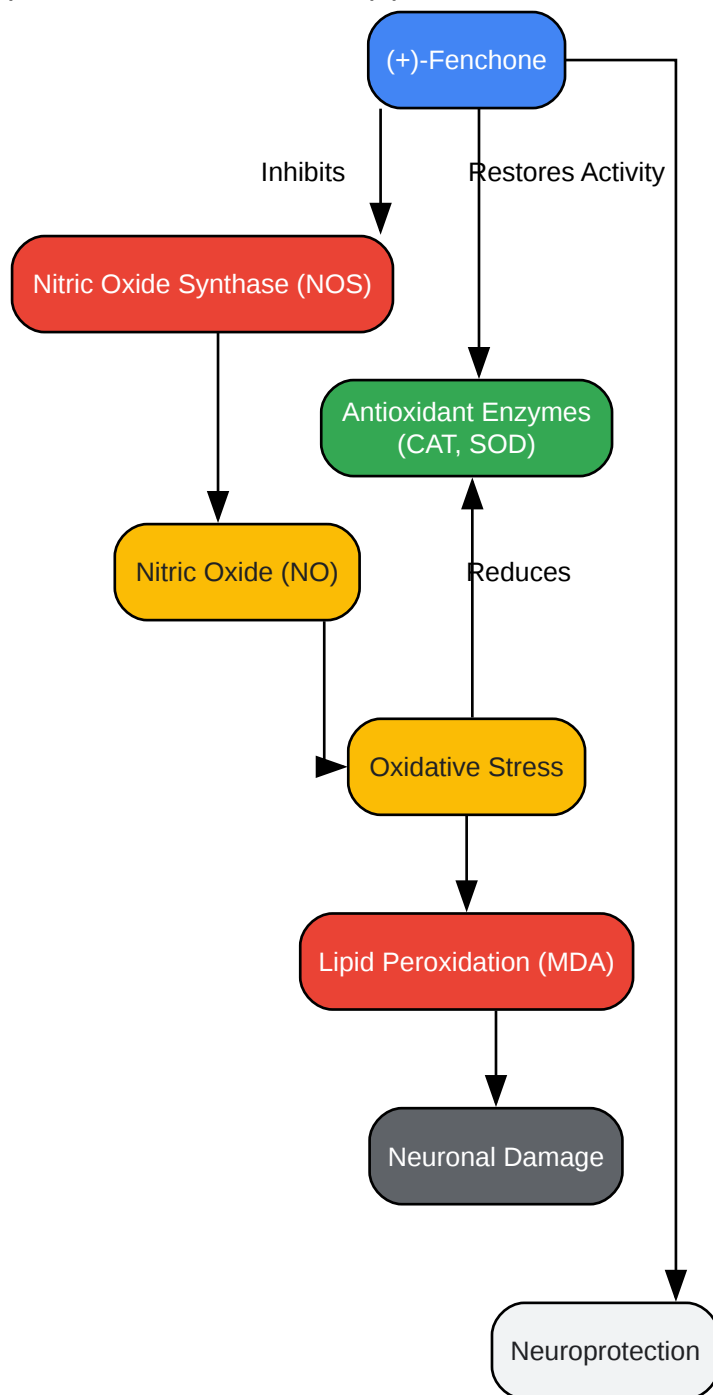 (+)-Fenchone
Inhibits
Restores Activity
Nitric Oxide Synthase (NOS)
Antioxidant Enzymes
(CAT, SOD)
Nitric Oxide (NO)
Reduces
Oxidative Stress
Lipid Peroxidation (MDA)
Neuronal Damage
Neuroprotection